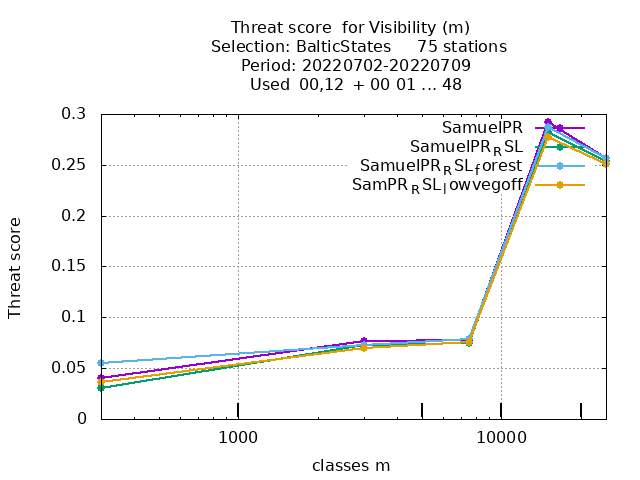 Threat score  for Visibility (m)
Selection: BalticStates     75 stations
Period: 20220702-20220709
Used  00,12  + 00 01 ... 48
0.3
0.25
0.2
0.15
0.1
0.05
0
Threat score
SamuelPR
SamuelPR_RSL
SamuelPR_RSL_forest
SamPR_RSL_lowvegoff
1000
10000
classes m